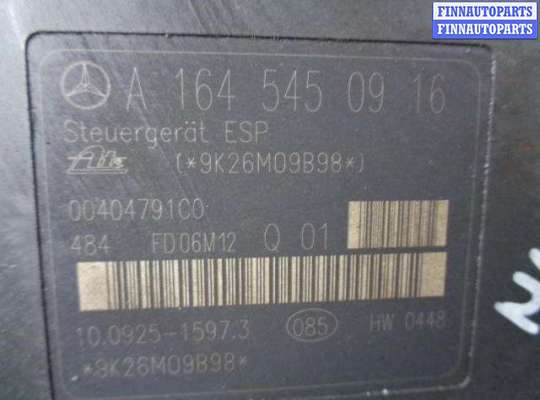 FINNAUTOPARTS
FINNAUTOPARTS
A 164 545 09 16
Steuergerät ESP
Ate (*9K26M09B98*)
00404791C0
484 FD06M12 Q 01
10.0925-1597.3 085 HW 0448
*9K26M09B98*